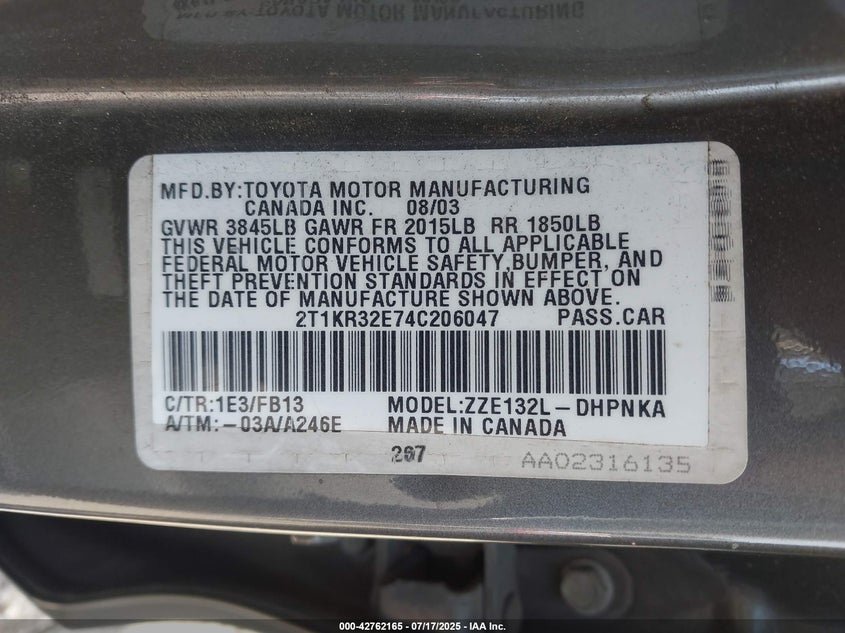 MFD.BY:TOYOTA MOTOR MANUFACTURING
CANADA INC. 08/03
GVWR 3845LB GAWR FR 2015LB RR 1850LB
THIS VEHICLE CONFORMS TO ALL APPLICABLE
FEDERAL MOTOR VEHICLE SAFETY,BUMPER, AND
THEFT PREVENTION STANDARDS IN EFFECT ON
THE DATE OF MANUFACTURE SHOWN ABOVE.
2T1KR32E74C206047 PASS.CAR
C/TR:1E3/FB13 MODEL:ZZE132L-DHPNKA
A/TM:-03A/A246E MADE IN CANADA
267
AA02316135
000-42762165 - 07/17/2025 - IAA Inc.